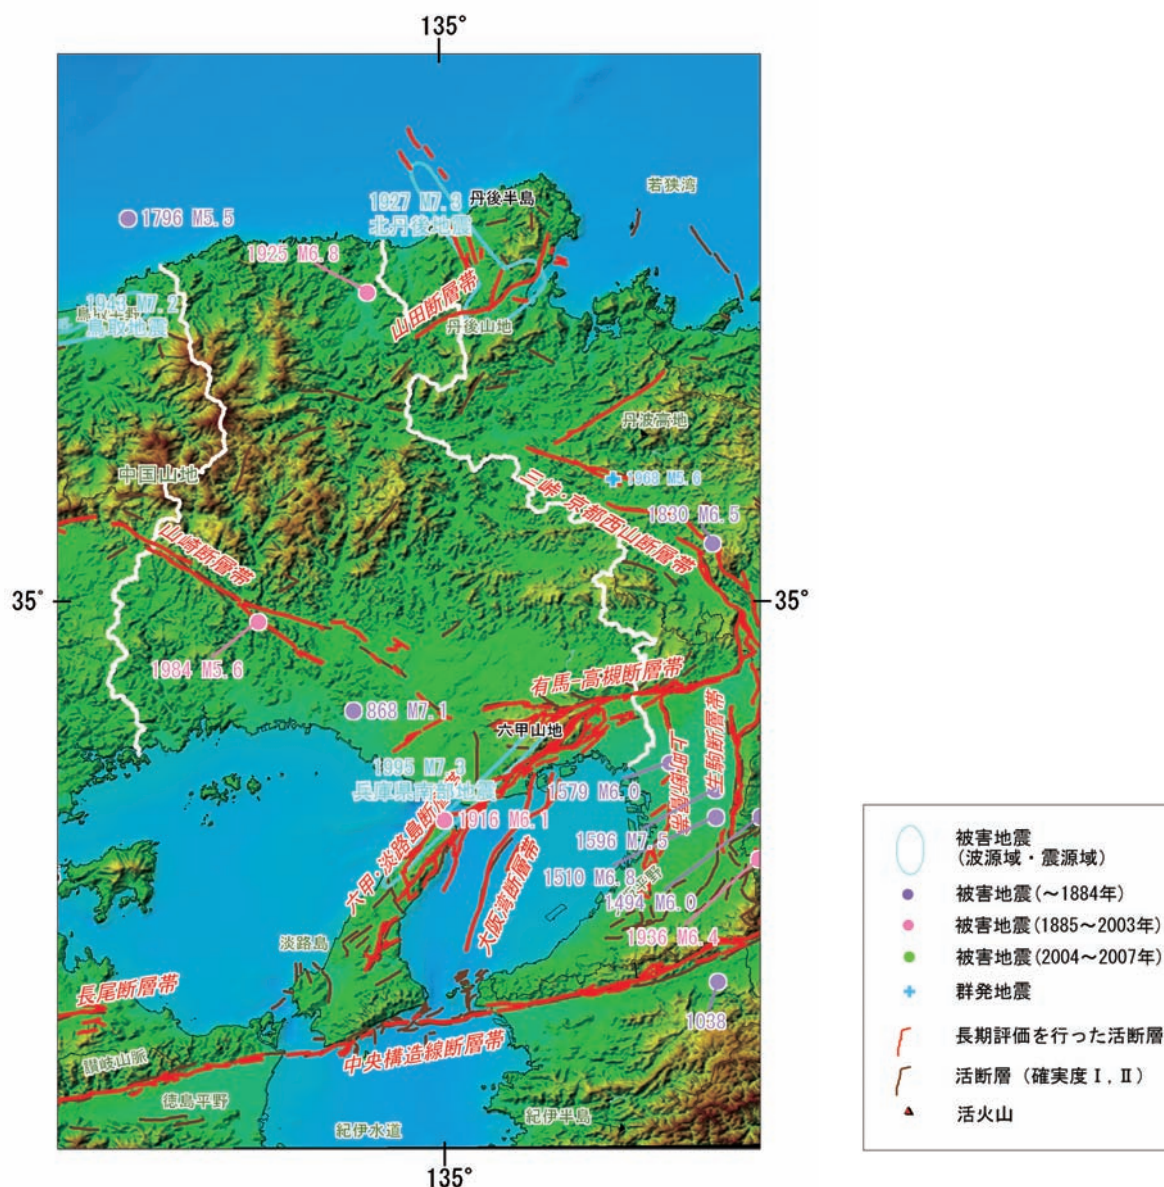 135°
若狭湾
1927 M7.3
丹後半島
北丹後地震
1796 M5.5
1925 M6.8
1943 M7.2
鳥取平野
鳥取地震
山田断層帯
丹後山地
丹波高地
中国山地
1968 M5.6
三峠・京都西山断層帯
1830 M6.5
山崎断層帯
35°
35°
1984 M5.6
有馬-高槻断層帯
868 M7.1
六甲山地
上町断層帯
生駒断層帯
1995 M7.3
兵庫県南部地震
1579 M6.0
1916 M6.1
1596 M7.5
六甲・淡路島断層帯
1510 M6.8
平野
1494 M6.0
大阪湾断層帯
1936 M6.4
淡路島
長尾断層帯
1038
讃岐山脈
中央構造線断層帯
徳島平野
紀伊水道
紀伊半島
135°
被害地震
(波源域・震源域)
被害地震(~1884年)
被害地震(1885~2003年)
被害地震(2004~2007年)
群発地震
長期評価を行った活断層
活断層(確実度Ⅰ,Ⅱ)
活火山